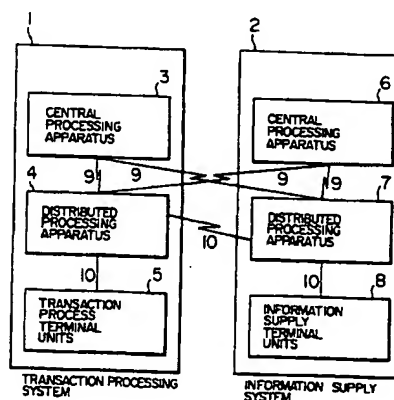 1
2
3
CENTRAL
PROCESSING
APPARATUS
6
CENTRAL
PROCESSING
APPARATUS
9
9
9
9
4
DISTRIBUTED
PROCESSING
APPARATUS
7
DISTRIBUTED
PROCESSING
APPARATUS
10
10
10
5
TRANSACTION
PROCESS
TERMINAL
UNITS
8
INFORMATION
SUPPLY
TERMINAL
UNITS
TRANSACTION PROCESSING
SYSTEM
INFORMATION SUPPLY
SYSTEM